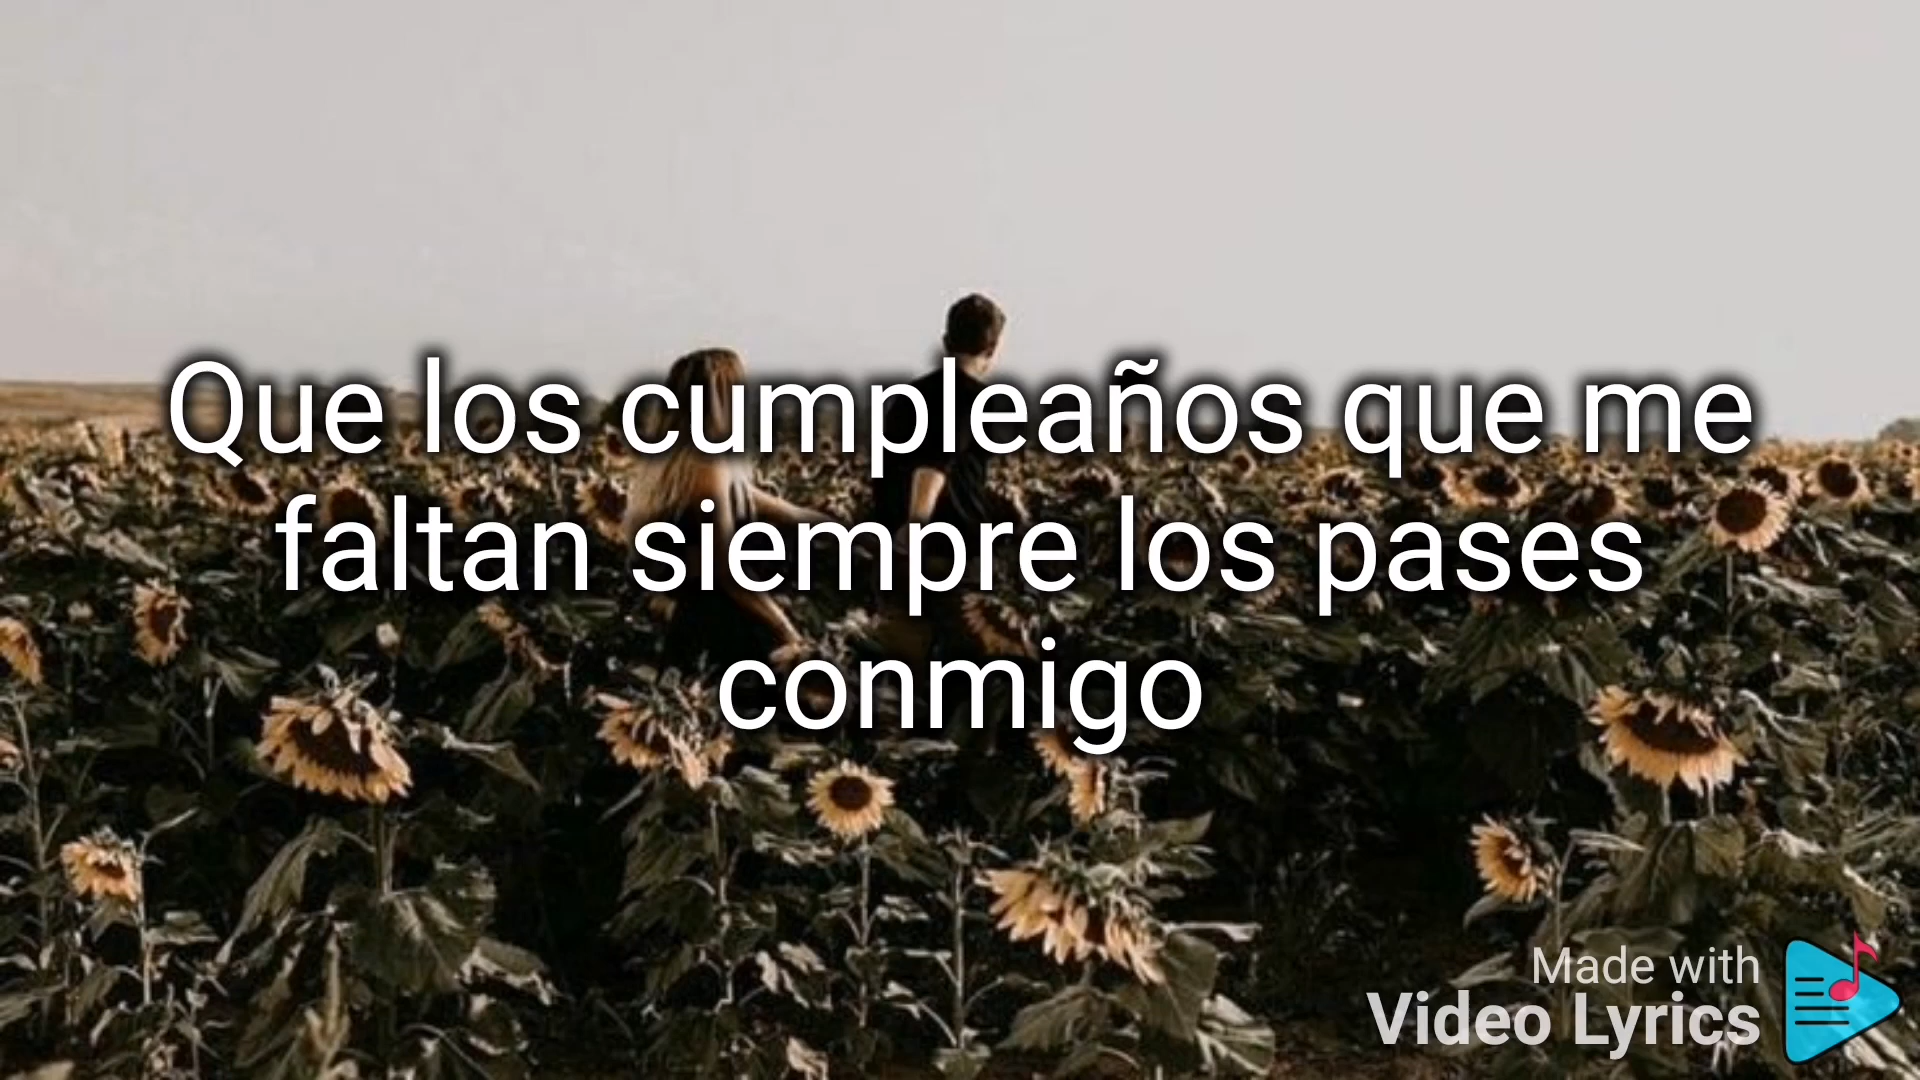 Que los cumpleaños que me
faltan siempre los pases
conmigo
Made with
Video Lyrics